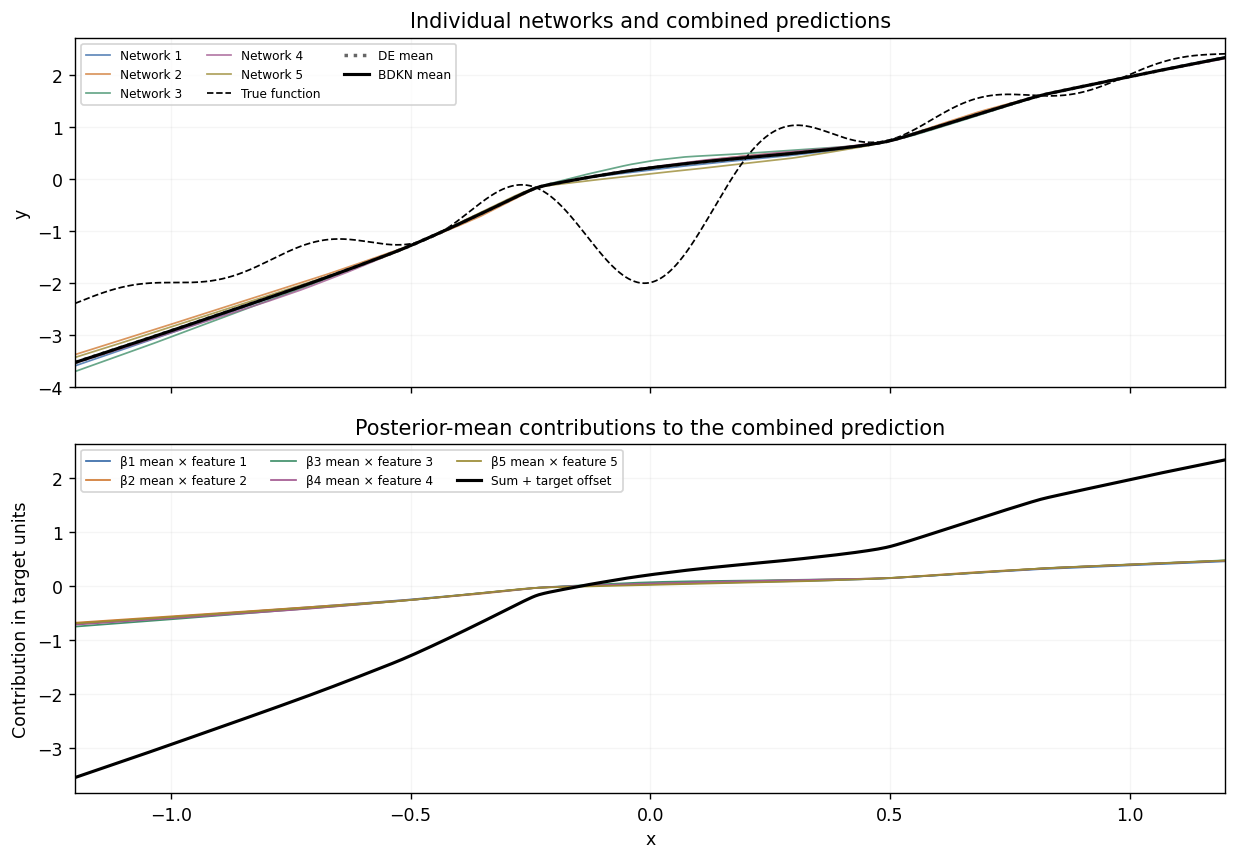 Individual networks and combined predictions
Network 1
Network 2
Network 3
Network 4
Network 5
True function
DE mean
BDKN mean
y
2
1
0
−1
−2
−3
−4
Posterior-mean contributions to the combined prediction
β1 mean × feature 1
β2 mean × feature 2
β3 mean × feature 3
β4 mean × feature 4
β5 mean × feature 5
Sum + target offset
Contribution in target units
2
1
0
−1
−2
−3
−1.0
−0.5
0.0
0.5
1.0
x